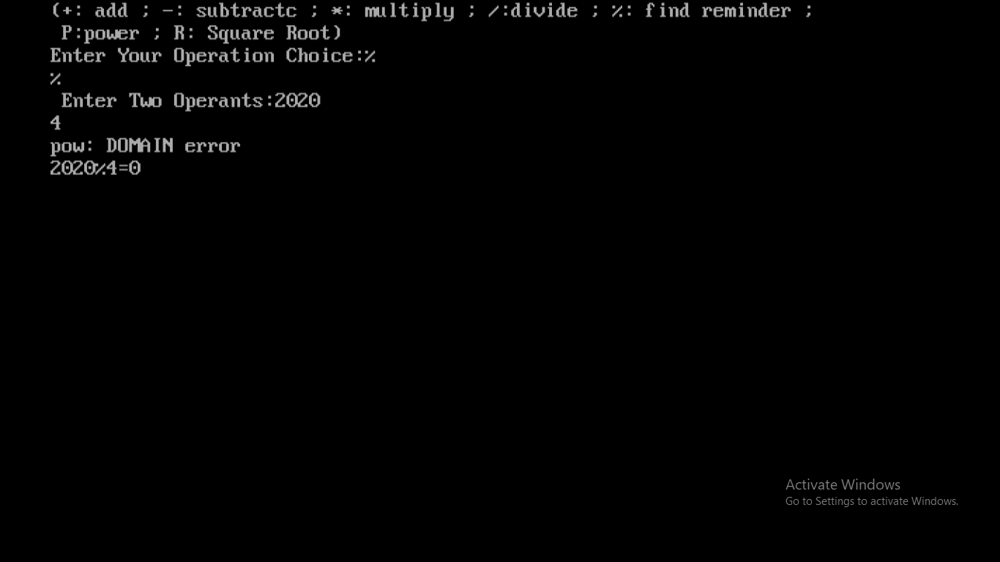 (+: add ; -: subtractc ; *: multiply ; /:divide ; %: find reminder ;
P:power ; R: Square Root)
Enter Your Operation Choice:%
%
Enter Two Operants:2020
4
pow: DOMAIN error
2020%4=0
Activate Windows
Go to Settings to activate Windows.